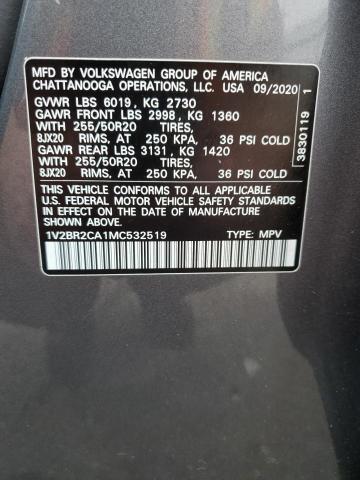 MFD BY VOLKSWAGEN GROUP OF AMERICA
CHATTANOOGA OPERATIONS, LLC. USA 09/2020
GVWR LBS 6019, KG 2730
GAWR FRONT LBS 2998, KG 1360
WITH 255/50R20 TIRES,
8JX20 RIMS, AT 250 KPA, 36 PSI COLD
GAWR REAR LBS 3131, KG 1420
WITH 255/50R20 TIRES,
8JX20 RIMS, AT 250 KPA, 36 PSI COLD
THIS VEHICLE CONFORMS TO ALL APPLICABLE
U.S. FEDERAL MOTOR VEHICLE SAFETY STANDARDS
IN EFFECT ON THE DATE OF MANUFACTURE
SHOWN ABOVE.
1V2BR2CA1MC532519 TYPE: MPV
3830119 1